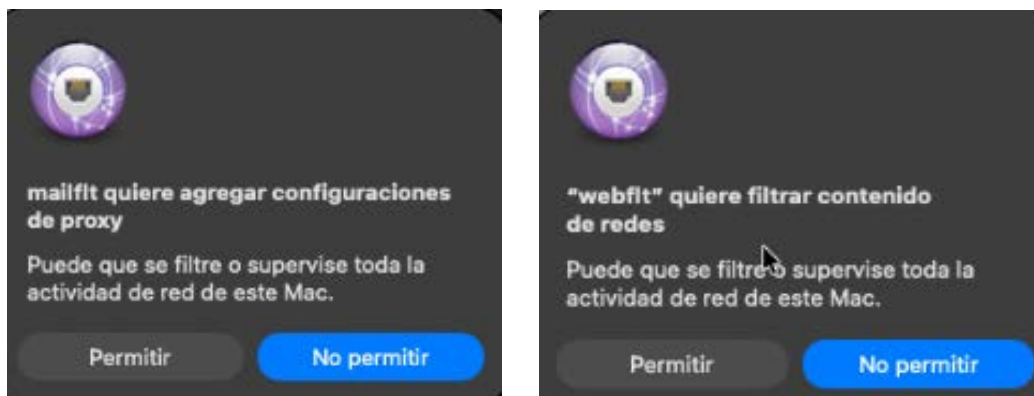 mailflt quiere agregar configuraciones
de proxy
Puede que se filtre o supervise toda la
actividad de red de este Mac.
Permitir
No permitir
“webflt” quiere filtrar contenido
de redes
Puede que se filtre o supervise toda la
actividad de red de este Mac.
Permitir
No permitir